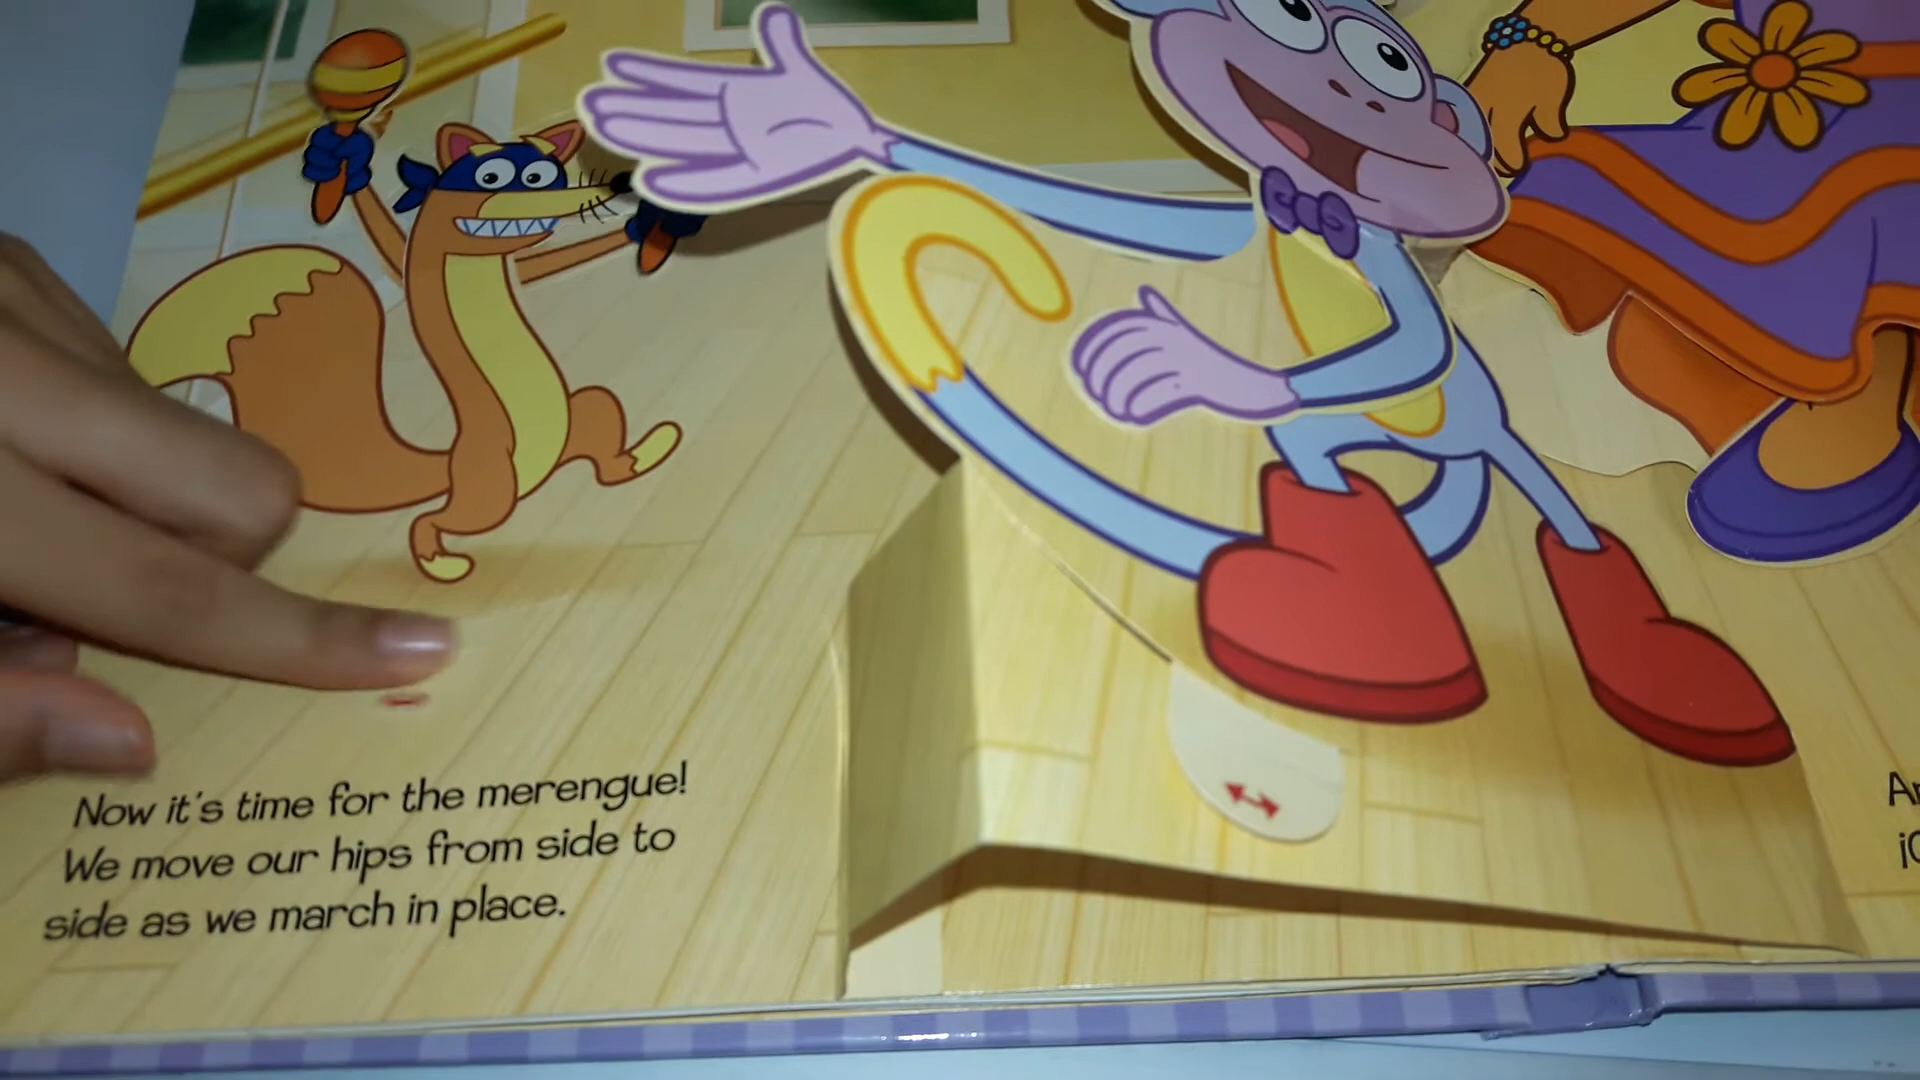 Now it's time for the merengue!
We move our hips from side to
side as we march in place.